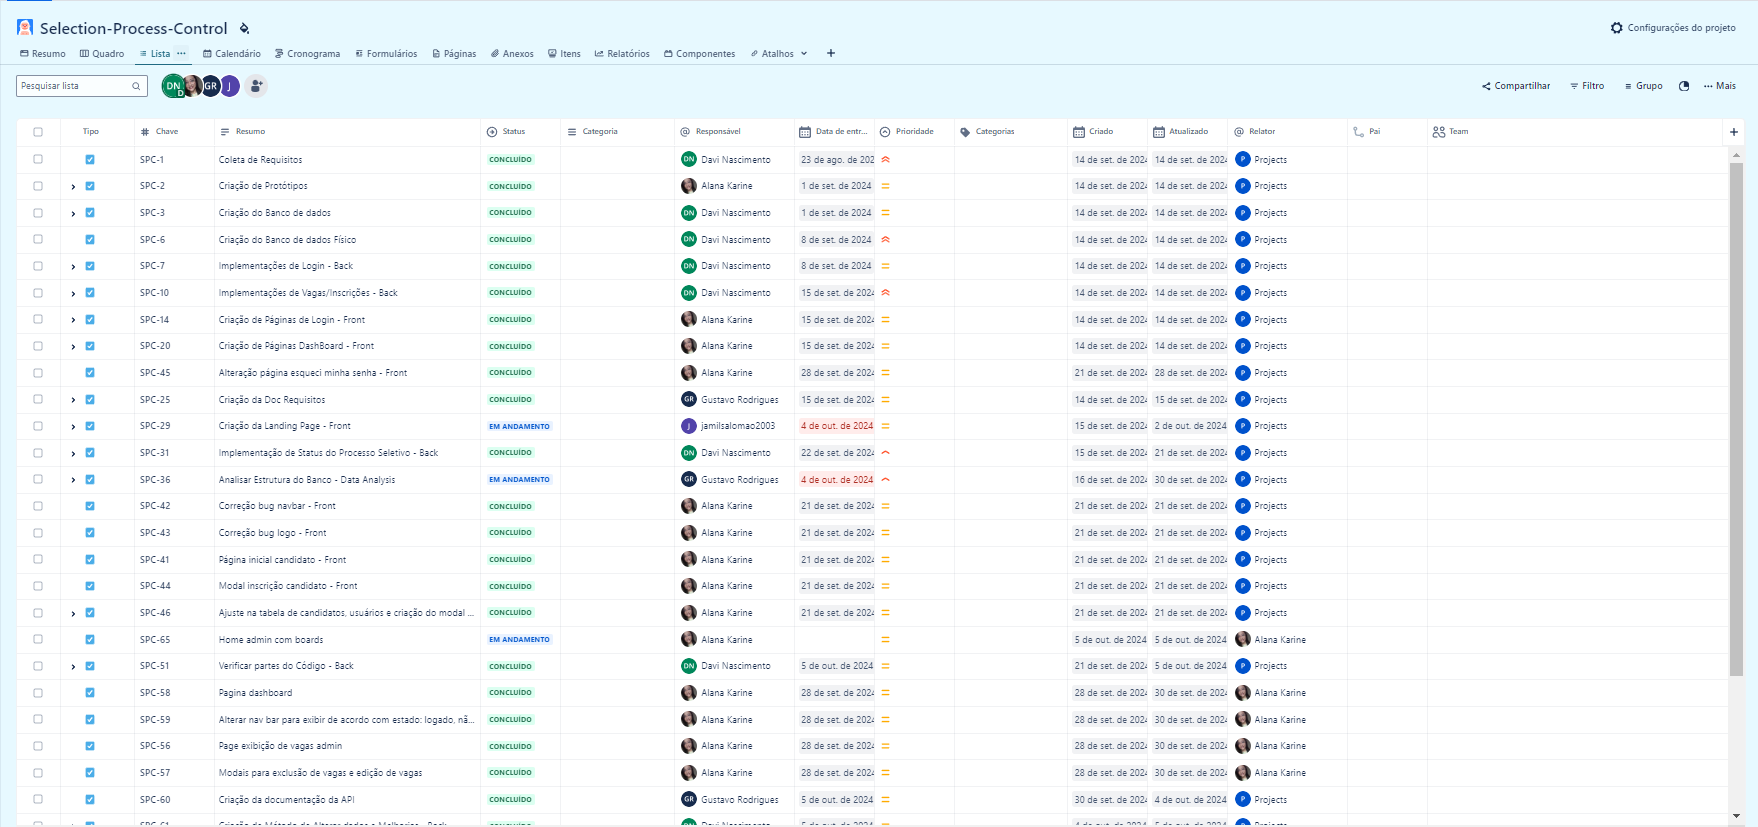 Selection-Process-Control
Configurações do projeto
Resumo Quadro Lista ••• Calendário Cronograma Formulários Páginas Anexos Itens Relatórios Componentes Atalhos +
Pesquisar lista DN D GR J Compartilhar Filtro Grupo ••• Mais
Tipo # Chave Resumo Status Categoria Responsável Data de entr... Prioridade Categorias Criado Atualizado Relator Pai Team +
SPC-1 Coleta de Requisitos CONCLUÍDO DN Davi Nascimento 23 de ago. de 202 14 de set. de 2024 14 de set. de 2024 P Projects
SPC-2 Criação de Protótipos CONCLUÍDO Alana Karine 1 de set. de 2024 14 de set. de 2024 14 de set. de 2024 P Projects
SPC-3 Criação do Banco de dados CONCLUÍDO DN Davi Nascimento 1 de set. de 2024 14 de set. de 2024 14 de set. de 2024 P Projects
SPC-6 Criação do Banco de dados Físico CONCLUÍDO DN Davi Nascimento 8 de set. de 2024 14 de set. de 2024 14 de set. de 2024 P Projects
SPC-7 Implementações de Login - Back CONCLUÍDO DN Davi Nascimento 8 de set. de 2024 14 de set. de 2024 14 de set. de 2024 P Projects
SPC-10 Implementações de Vagas/Inscrições - Back CONCLUÍDO DN Davi Nascimento 15 de set. de 2024 14 de set. de 2024 14 de set. de 2024 P Projects
SPC-14 Criação de Páginas de Login - Front CONCLUÍDO Alana Karine 15 de set. de 2024 14 de set. de 2024 14 de set. de 2024 P Projects
SPC-20 Criação de Páginas DashBoard - Front CONCLUÍDO Alana Karine 15 de set. de 2024 14 de set. de 2024 14 de set. de 2024 P Projects
SPC-45 Alteração página esqueci minha senha - Front CONCLUÍDO Alana Karine 28 de set. de 2024 21 de set. de 2024 28 de set. de 2024 P Projects
SPC-25 Criação da Doc Requisitos CONCLUÍDO GR Gustavo Rodrigues 15 de set. de 2024 14 de set. de 2024 15 de set. de 2024 P Projects
SPC-29 Criação da Landing Page - Front EM ANDAMENTO J jamilsalomao2003 4 de out. de 2024 15 de set. de 2024 2 de out. de 2024 P Projects
SPC-31 Implementação de Status do Processo Seletivo - Back CONCLUÍDO DN Davi Nascimento 22 de set. de 2024 15 de set. de 2024 21 de set. de 2024 P Projects
SPC-36 Analisar Estrutura do Banco - Data Analysis EM ANDAMENTO GR Gustavo Rodrigues 4 de out. de 2024 16 de set. de 2024 30 de set. de 2024 P Projects
SPC-42 Correção bug navbar - Front CONCLUÍDO Alana Karine 21 de set. de 2024 21 de set. de 2024 21 de set. de 2024 P Projects
SPC-43 Correção bug logo - Front CONCLUÍDO Alana Karine 21 de set. de 2024 21 de set. de 2024 21 de set. de 2024 P Projects
SPC-41 Página inicial candidato - Front CONCLUÍDO Alana Karine 21 de set. de 2024 21 de set. de 2024 21 de set. de 2024 P Projects
SPC-44 Modal inscrição candidato - Front CONCLUÍDO Alana Karine 21 de set. de 2024 21 de set. de 2024 21 de set. de 2024 P Projects
SPC-46 Ajuste na tabela de candidatos, usuários e criação do modal ... CONCLUÍDO Alana Karine 21 de set. de 2024 21 de set. de 2024 21 de set. de 2024 P Projects
SPC-65 Home admin com boards EM ANDAMENTO Alana Karine 5 de out. de 2024 5 de out. de 2024 Alana Karine
SPC-51 Verificar partes do Código - Back CONCLUÍDO DN Davi Nascimento 5 de out. de 2024 21 de set. de 2024 5 de out. de 2024 P Projects
SPC-58 Pagina dashboard CONCLUÍDO Alana Karine 28 de set. de 2024 28 de set. de 2024 30 de set. de 2024 Alana Karine
SPC-59 Alterar nav bar para exibir de acordo com estado: logado, nã... CONCLUÍDO Alana Karine 28 de set. de 2024 28 de set. de 2024 30 de set. de 2024 Alana Karine
SPC-56 Page exibição de vagas admin CONCLUÍDO Alana Karine 28 de set. de 2024 28 de set. de 2024 30 de set. de 2024 Alana Karine
SPC-57 Modais para exclusão de vagas e edição de vagas CONCLUÍDO Alana Karine 28 de set. de 2024 28 de set. de 2024 30 de set. de 2024 Alana Karine
SPC-60 Criação da documentação da API CONCLUÍDO GR Gustavo Rodrigues 5 de out. de 2024 30 de set. de 2024 4 de out. de 2024 P Projects